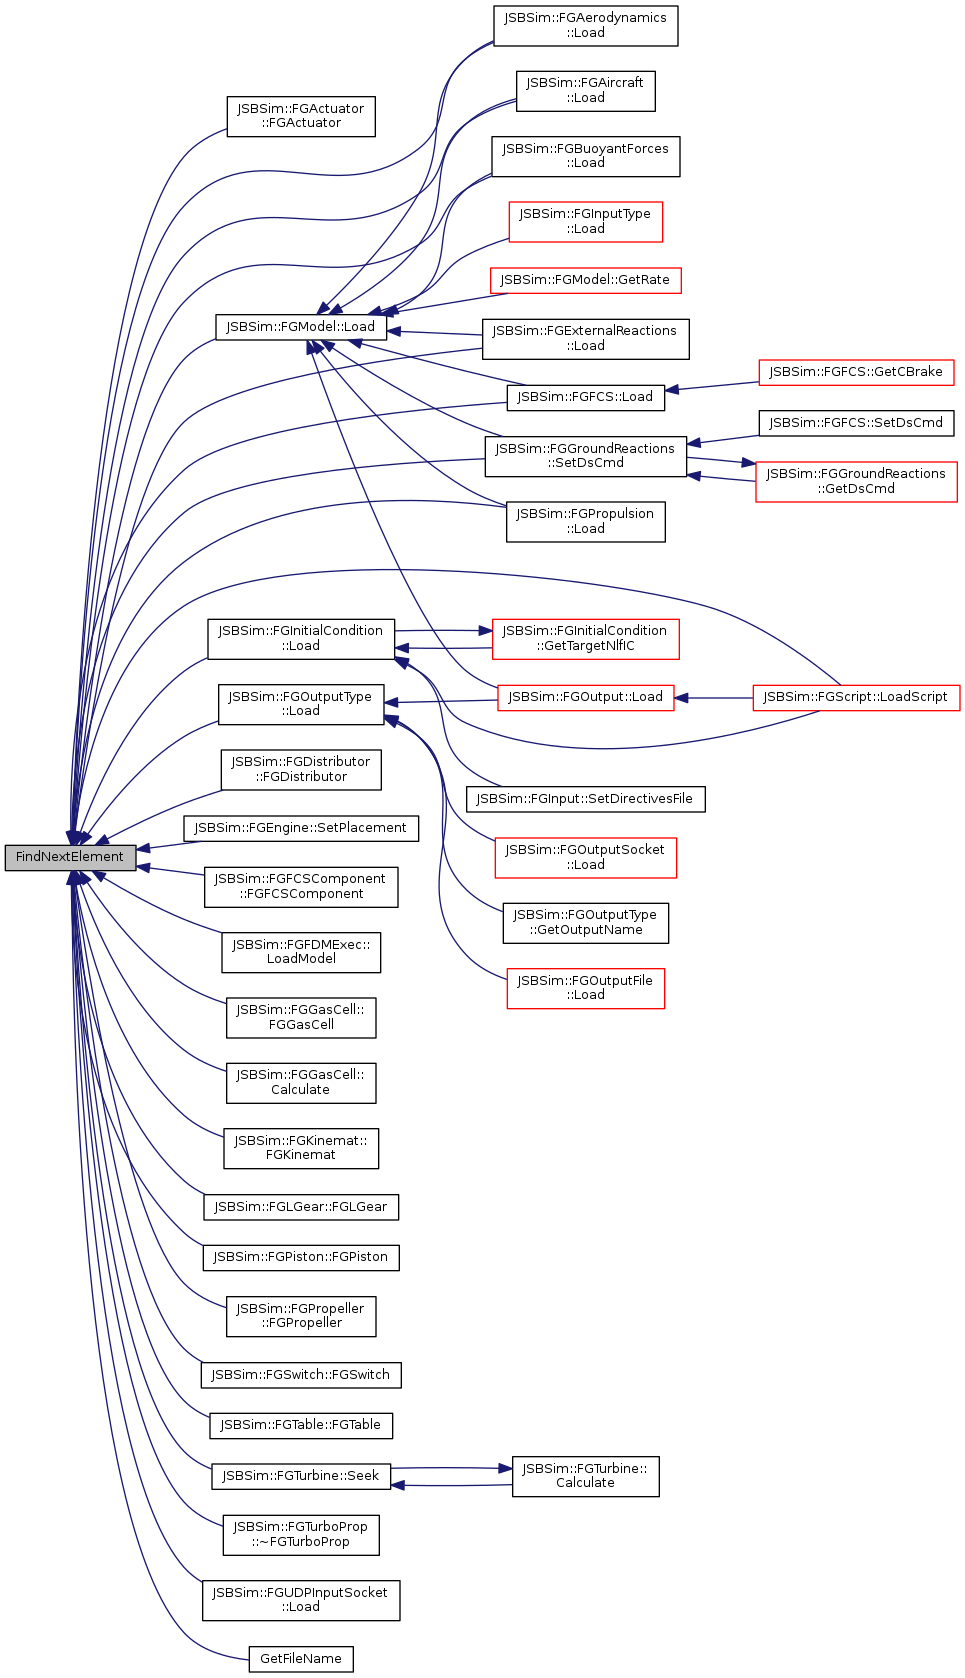 JSBSim::FGAerodynamics
::Load
JSBSim::FGAircraft
::Load
JSBSim::FGActuator
::FGActuator
JSBSim::FGBuoyantForces
::Load
JSBSim::FGInputType
::Load
JSBSim::FGModel::GetRate
JSBSim::FGModel::Load
JSBSim::FGExternalReactions
::Load
JSBSim::FGFCS::GetCBrake
JSBSim::FGFCS::Load
JSBSim::FGFCS::SetDsCmd
JSBSim::FGGroundReactions
::SetDsCmd
JSBSim::FGGroundReactions
::GetDsCmd
JSBSim::FGPropulsion
::Load
JSBSim::FGInitialCondition
::Load
JSBSim::FGInitialCondition
::GetTargetNlfIC
JSBSim::FGOutputType
::Load
JSBSim::FGOutput::Load
JSBSim::FGScript::LoadScript
JSBSim::FGDistributor
::FGDistributor
JSBSim::FGInput::SetDirectivesFile
JSBSim::FGEngine::SetPlacement
FindNextElement
JSBSim::FGOutputSocket
::Load
JSBSim::FGFCSComponent
::FGFCSComponent
JSBSim::FGOutputType
::GetOutputName
JSBSim::FGFDMExec::
LoadModel
JSBSim::FGOutputFile
::Load
JSBSim::FGGasCell::
FGGasCell
JSBSim::FGGasCell::
Calculate
JSBSim::FGKinemat::
FGKinemat
JSBSim::FGLGear::FGLGear
JSBSim::FGPiston::FGPiston
JSBSim::FGPropeller
::FGPropeller
JSBSim::FGSwitch::FGSwitch
JSBSim::FGTable::FGTable
JSBSim::FGTurbine::Seek
JSBSim::FGTurbine::
Calculate
JSBSim::FGTurboProp
::~FGTurboProp
JSBSim::FGUDPInputSocket
::Load
GetFileName